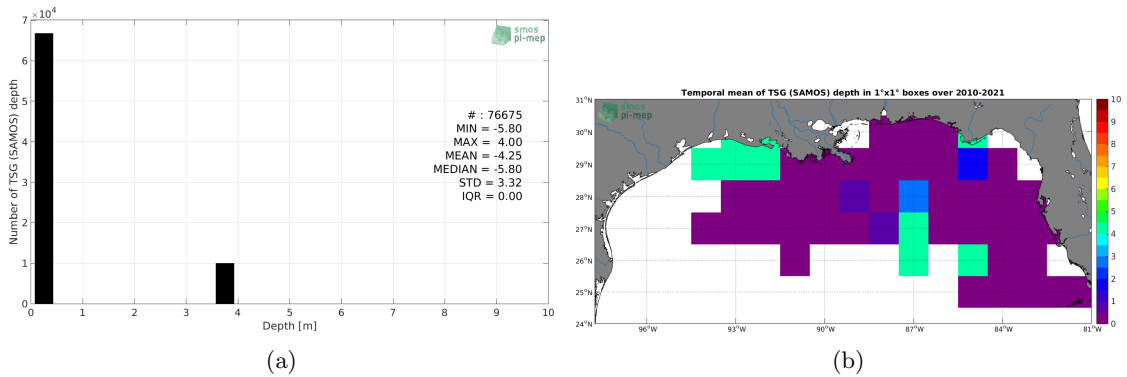 7 ×10⁴
6
5
4
3
2
1
0
Number of TSG (SAMOS) depth
0 1 2 3 4 5 6 7 8 9 10
Depth [m]
smos
pi-mep
# : 76675
MIN = -5.80
MAX = 4.00
MEAN = -4.25
MEDIAN = -5.80
STD = 3.32
IQR = 0.00
(a)
Temporal mean of TSG (SAMOS) depth in 1°x1° boxes over 2010-2021
smos
pi-mep
31°N
30°N
29°N
28°N
27°N
26°N
25°N
24°N
96°W 93°W 90°W 87°W 84°W 81°W
10
9
8
7
6
5
4
3
2
1
0
(b)